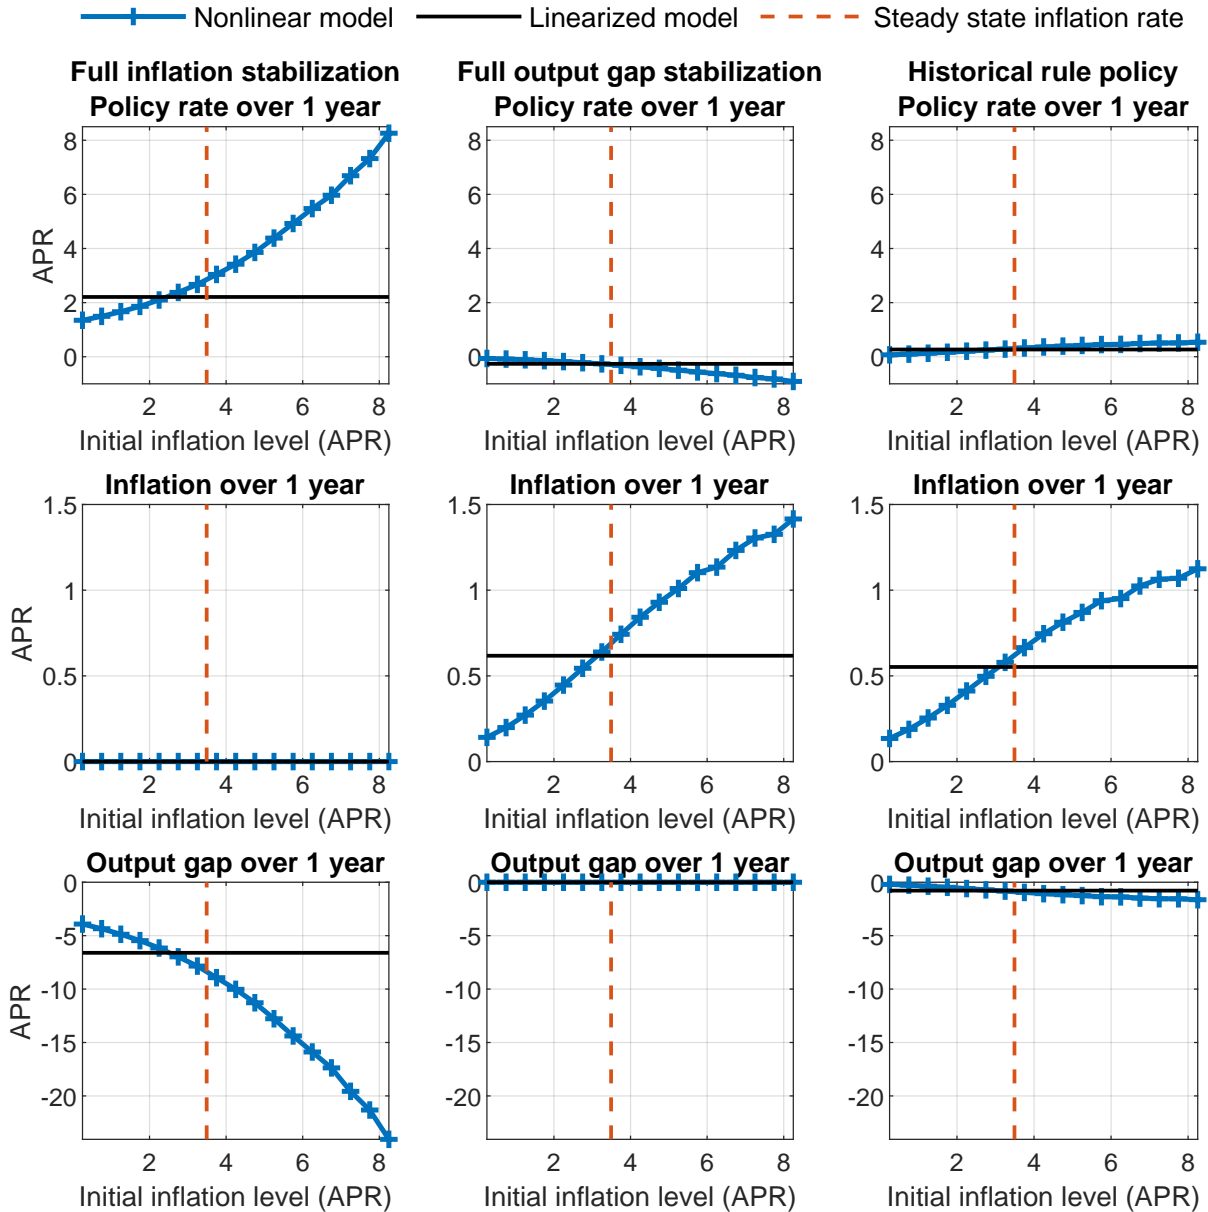 Nonlinear model Linearized model Steady state inflation rate
Full inflation stabilization Full output gap stabilization Historical rule policy
Policy rate over 1 year Policy rate over 1 year Policy rate over 1 year
8 8 8
6 6 6
4 4 4
2 2 2
0 0 0
APR
2 4 6 8 2 4 6 8 2 4 6 8
Initial inflation level (APR) Initial inflation level (APR) Initial inflation level (APR)
Inflation over 1 year Inflation over 1 year Inflation over 1 year
1.5 1.5 1.5
1 1 1
0.5 0.5 0.5
0 0 0
APR
2 4 6 8 2 4 6 8 2 4 6 8
Initial inflation level (APR) Initial inflation level (APR) Initial inflation level (APR)
Output gap over 1 year Output gap over 1 year Output gap over 1 year
0 0 0
-5 -5 -5
-10 -10 -10
-15 -15 -15
-20 -20 -20
APR
2 4 6 8 2 4 6 8 2 4 6 8
Initial inflation level (APR) Initial inflation level (APR) Initial inflation level (APR)